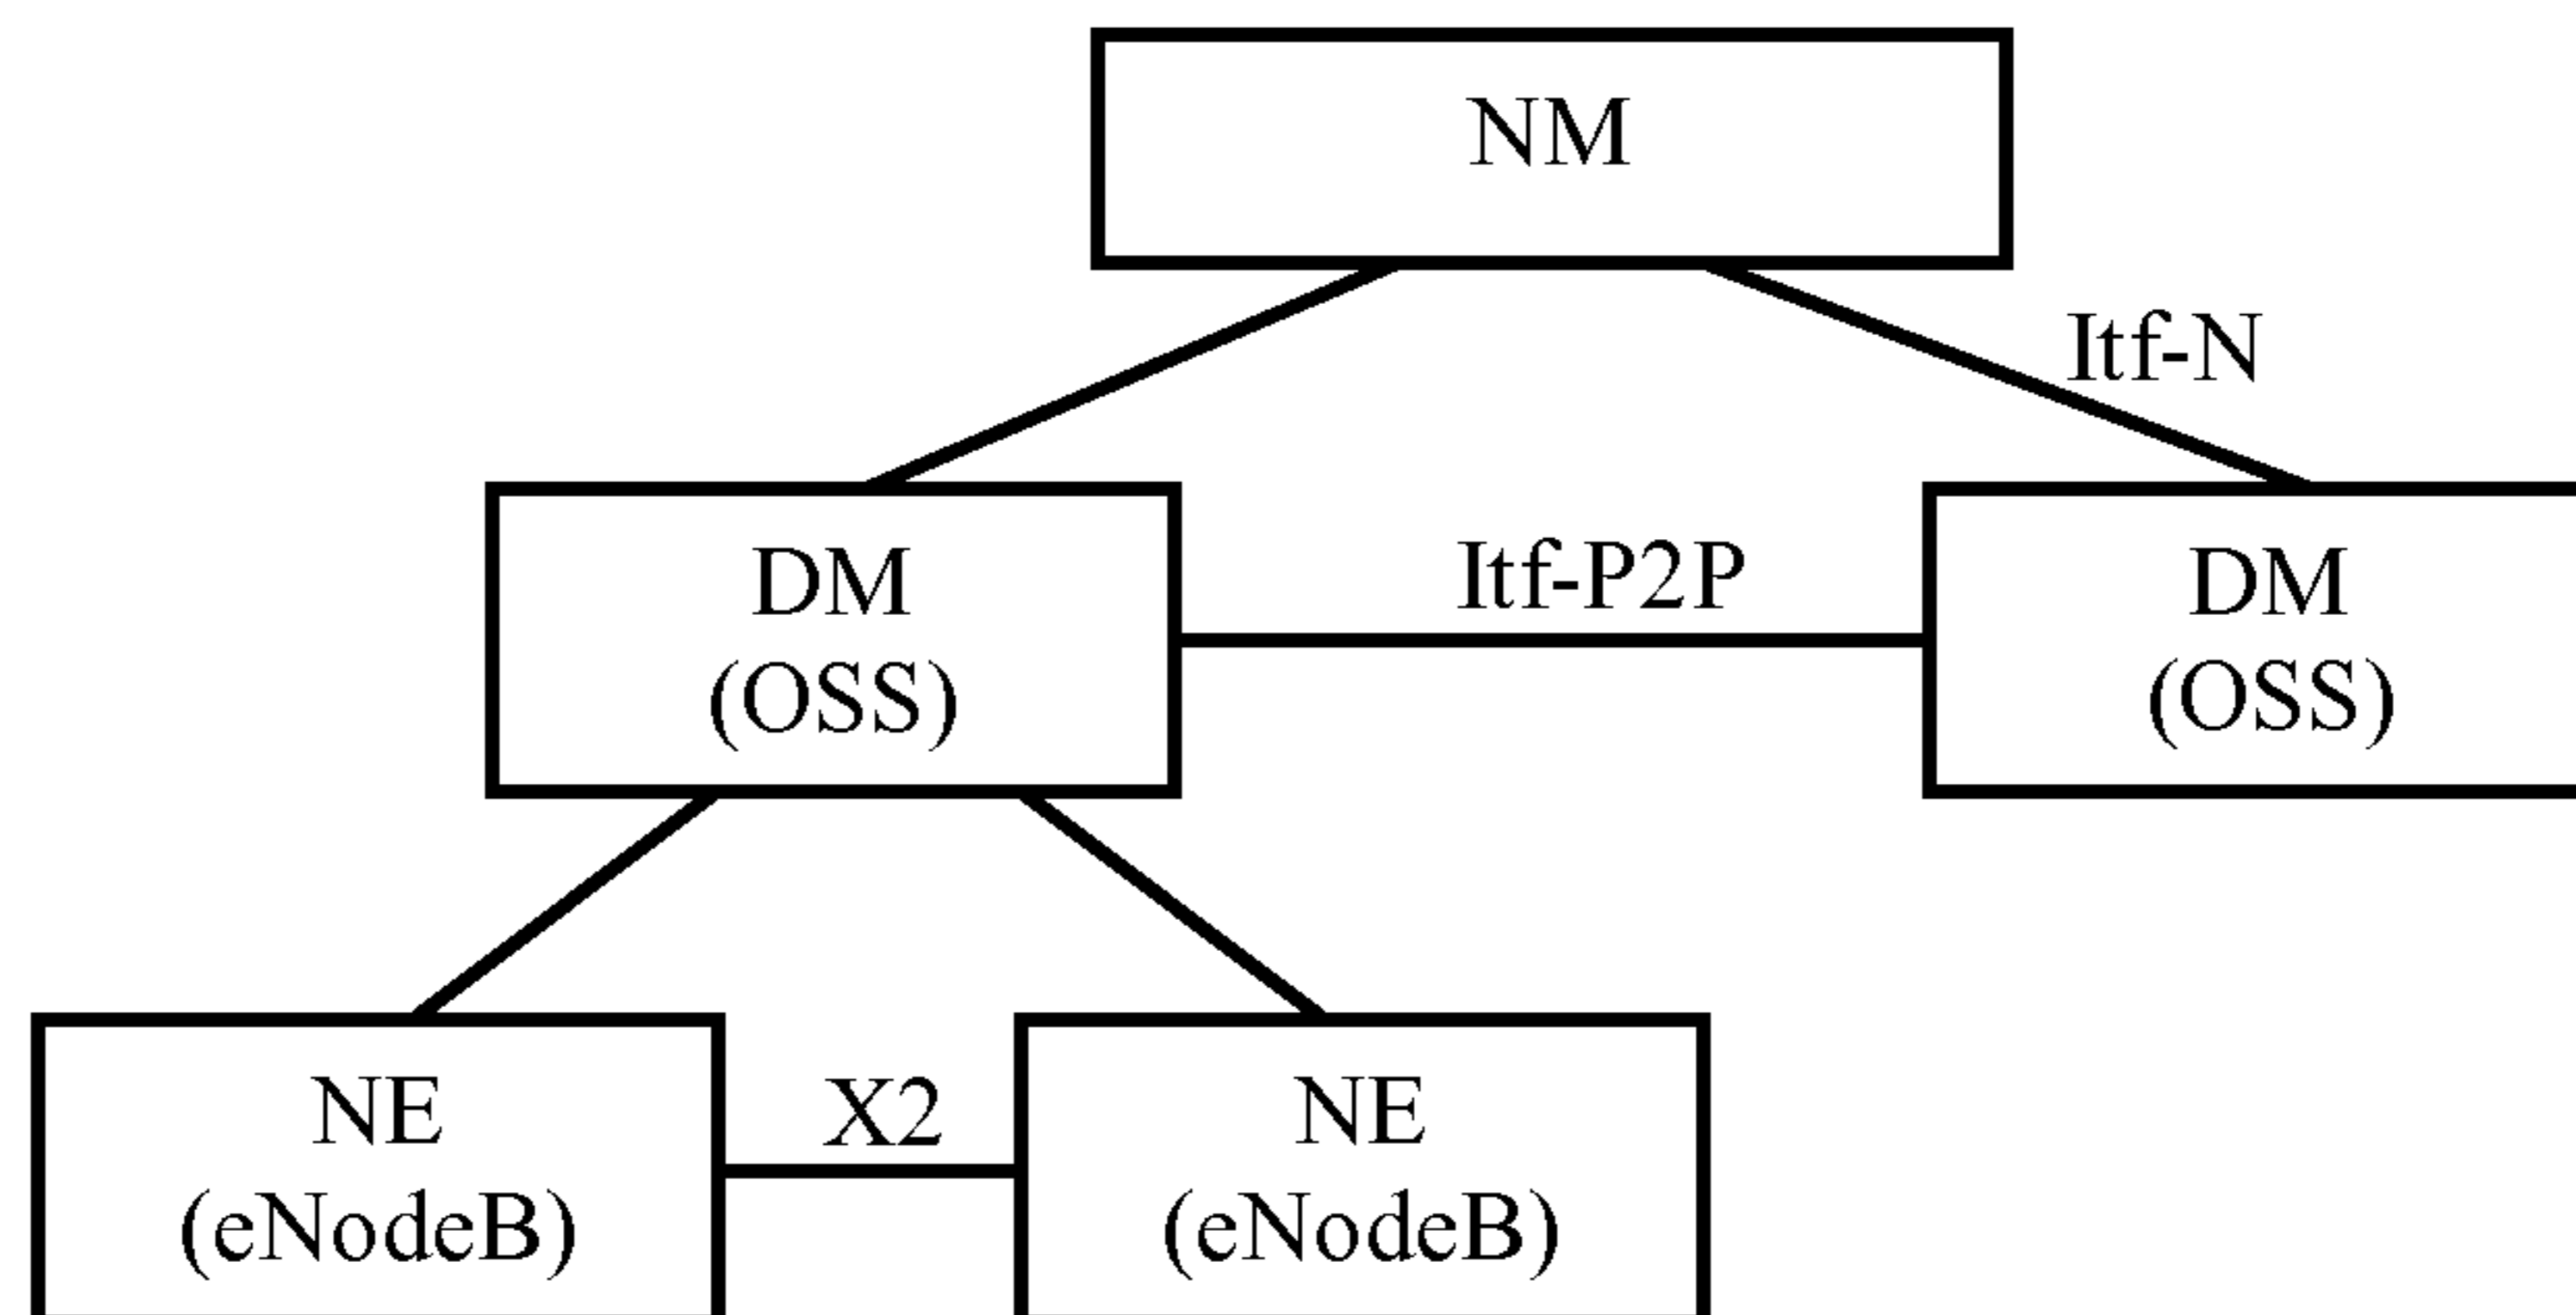 NM
Itf-N
DM
(OSS)
Itf-P2P
DM
(OSS)
NE
(eNodeB)
X2
NE
(eNodeB)